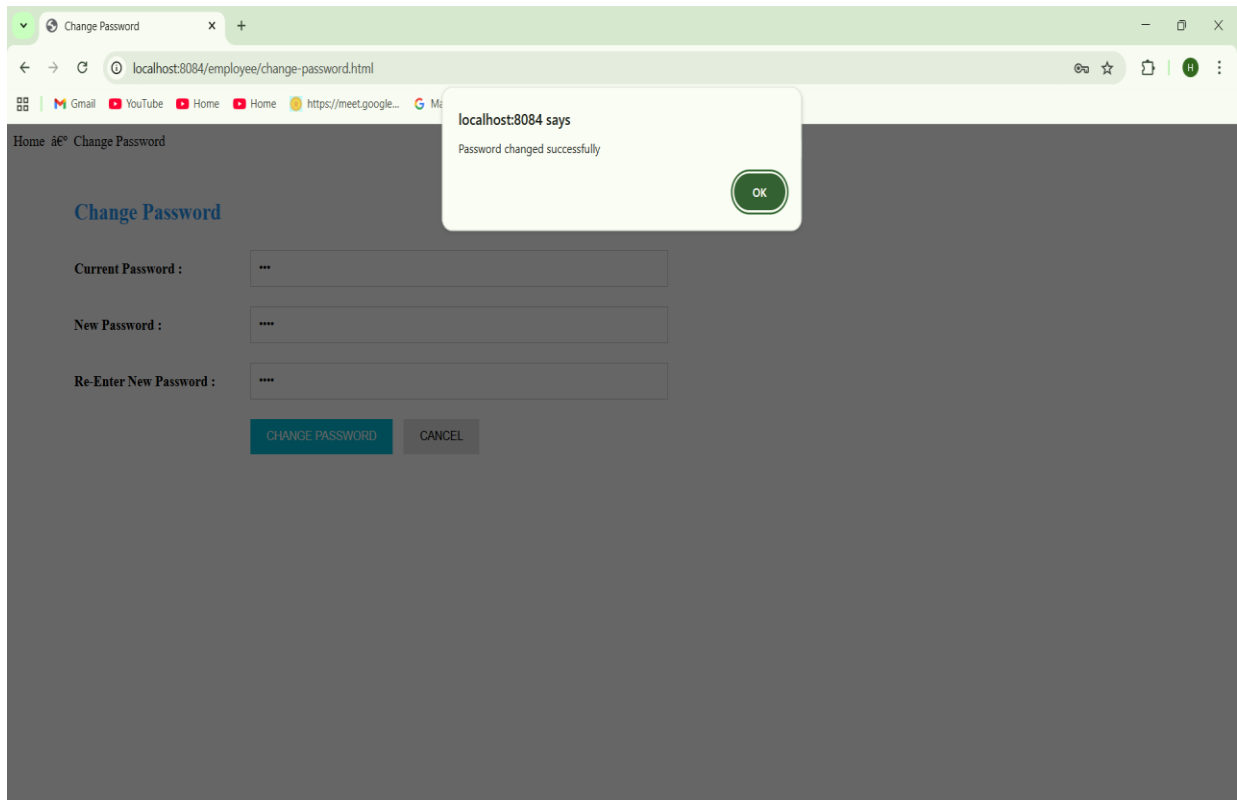 Change Password
localhost:8084/employee/change-password.html
H
Gmail YouTube Home Home https://meet.google... Ma
localhost:8084 says
Password changed successfully
OK
Home â€º Change Password
Change Password
Current Password : •••
New Password : ••••
Re-Enter New Password : ••••
CHANGE PASSWORD CANCEL